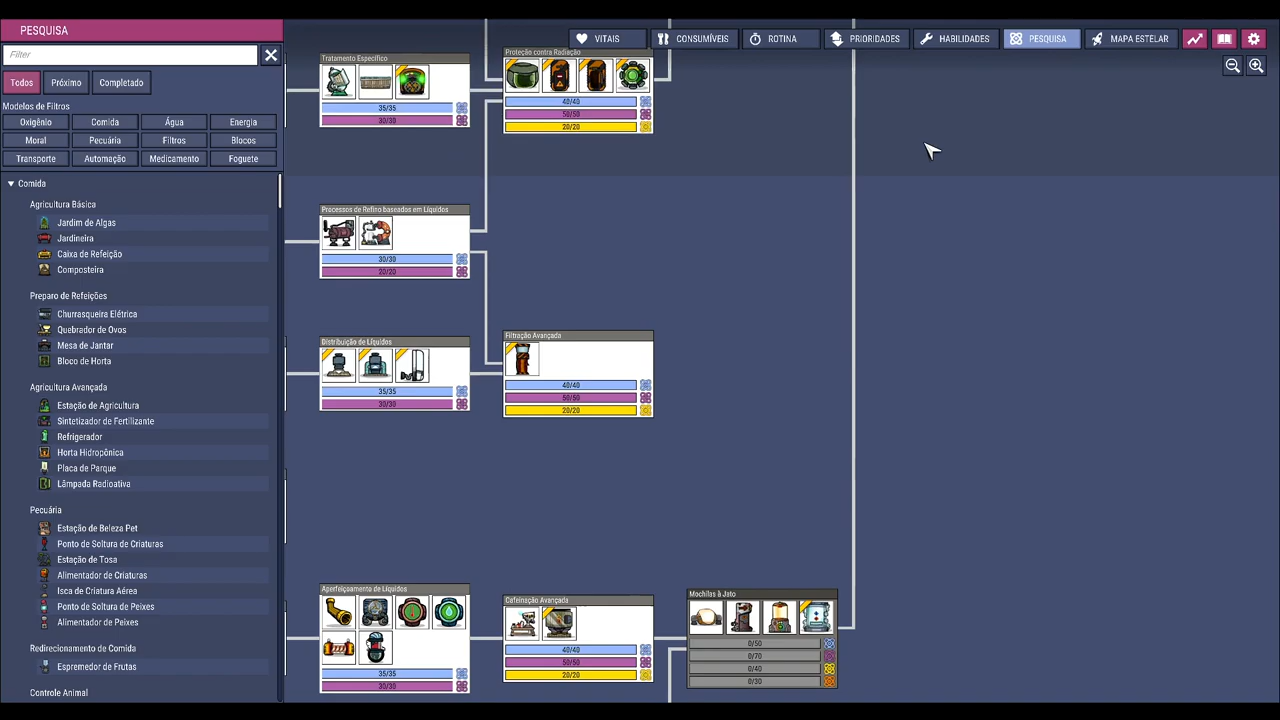 PESQUISA
Filter
Todos
Próximo
Completado
Modelos de Filtros
Oxigênio
Comida
Água
Energia
Moral
Pecuária
Filtros
Blocos
Transporte
Automação
Medicamento
Foguete
Comida
Agricultura Básica
Jardim de Algas
Jardineira
Caixa de Refeição
Composteira
Preparo de Refeições
Churrasqueira Elétrica
Quebrador de Ovos
Mesa de Jantar
Bloco de Horta
Agricultura Avançada
Estação de Agricultura
Sintetizador de Fertilizante
Refrigerador
Horta Hidropônica
Placa de Parque
Lâmpada Radioativa
Pecuária
Estação de Beleza Pet
Ponto de Soltura de Criaturas
Estação de Tosa
Alimentador de Criaturas
Isca de Criatura Aérea
Ponto de Soltura de Peixes
Alimentador de Peixes
Redirecionamento de Comida
Espremedor de Frutas
Controle Animal
VITAIS
CONSUMÍVEIS
ROTINA
PRIORIDADES
HABILIDADES
PESQUISA
MAPA ESTELAR
Tratamento Específico
35/35
30/30
Proteção contra Radiação
40/40
50/50
20/20
Processos de Refino baseados em Líquidos
30/30
20/20
Distribuição de Líquidos
35/35
30/30
Filtração Avançada
40/40
50/50
20/20
Aperfeiçoamento de Líquidos
35/35
30/30
Cafeinação Avançada
40/40
50/50
20/20
Mochilas à Jato
0/50
0/70
0/40
0/30